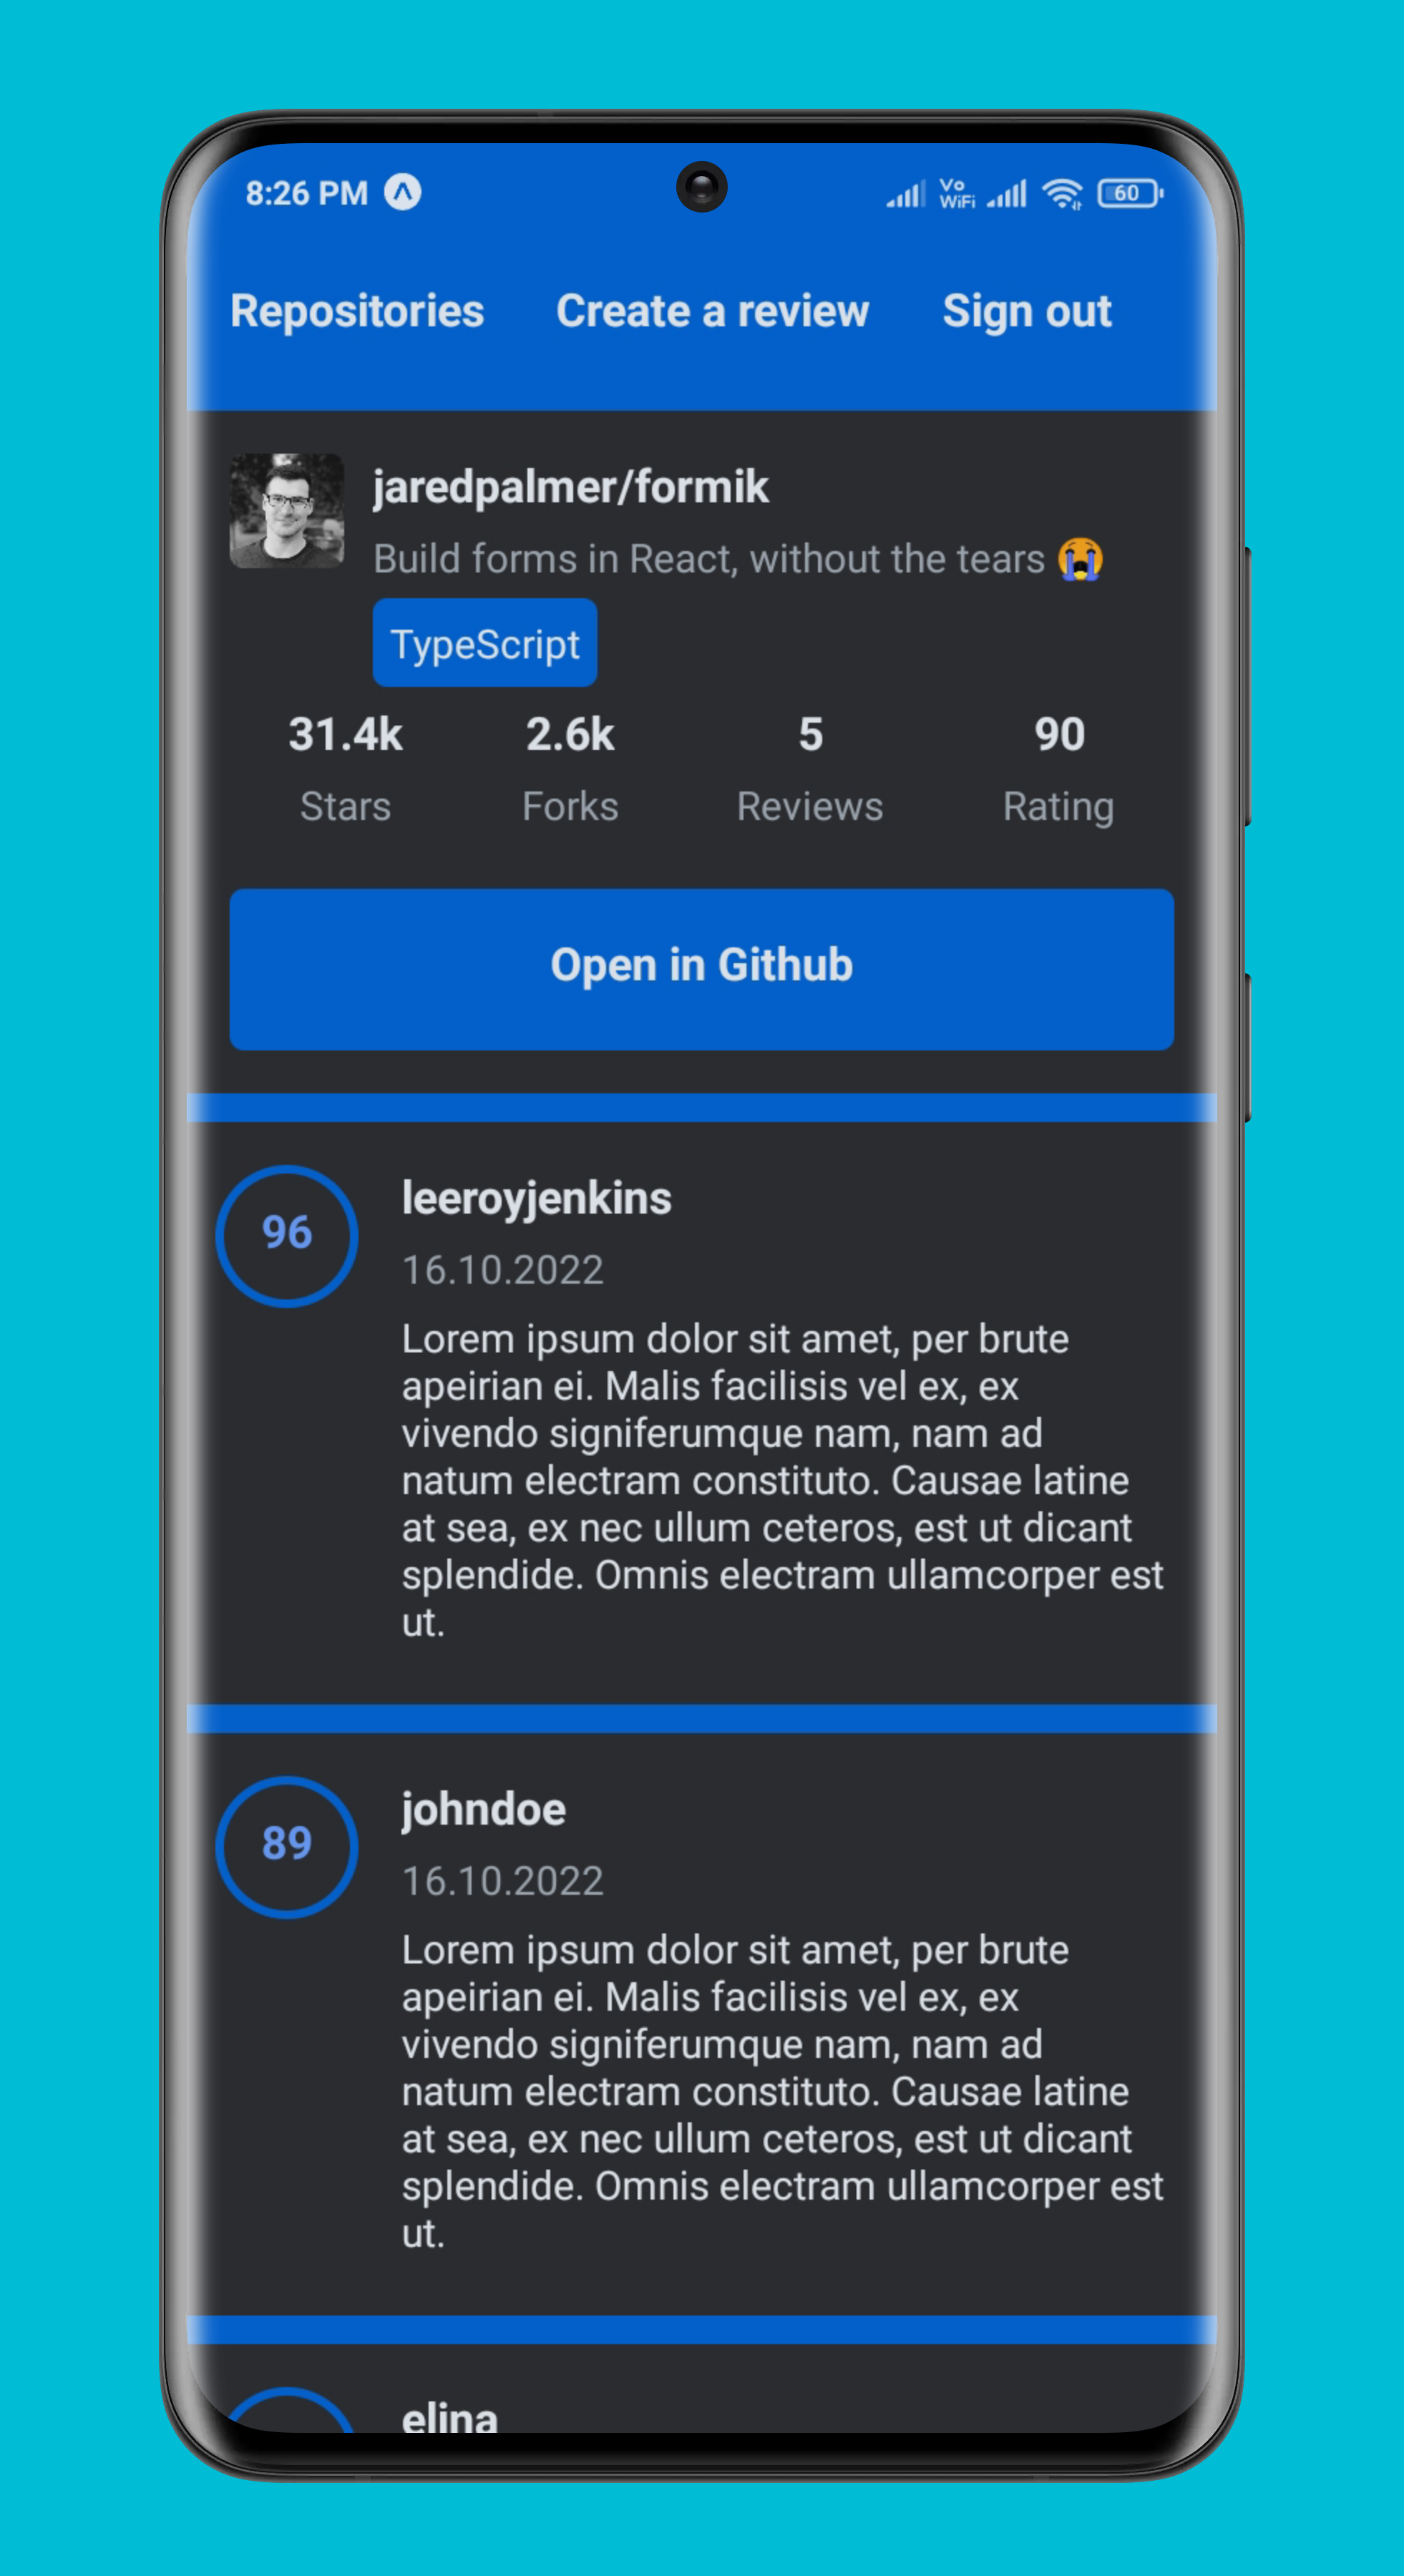 8:26 PM Vo WiFi 60
Repositories Create a review Sign out
jaredpalmer/formik
Build forms in React, without the tears 😭
TypeScript
31.4k 2.6k 5 90
Stars Forks Reviews Rating
Open in Github
96
leeroyjenkins
16.10.2022
Lorem ipsum dolor sit amet, per brute
apeirian ei. Malis facilisis vel ex, ex
vivendo signiferumque nam, nam ad
natum electram constituto. Causae latine
at sea, ex nec ullum ceteros, est ut dicant
splendide. Omnis electram ullamcorper est
ut.
89
johndoe
16.10.2022
Lorem ipsum dolor sit amet, per brute
apeirian ei. Malis facilisis vel ex, ex
vivendo signiferumque nam, nam ad
natum electram constituto. Causae latine
at sea, ex nec ullum ceteros, est ut dicant
splendide. Omnis electram ullamcorper est
ut.
elina